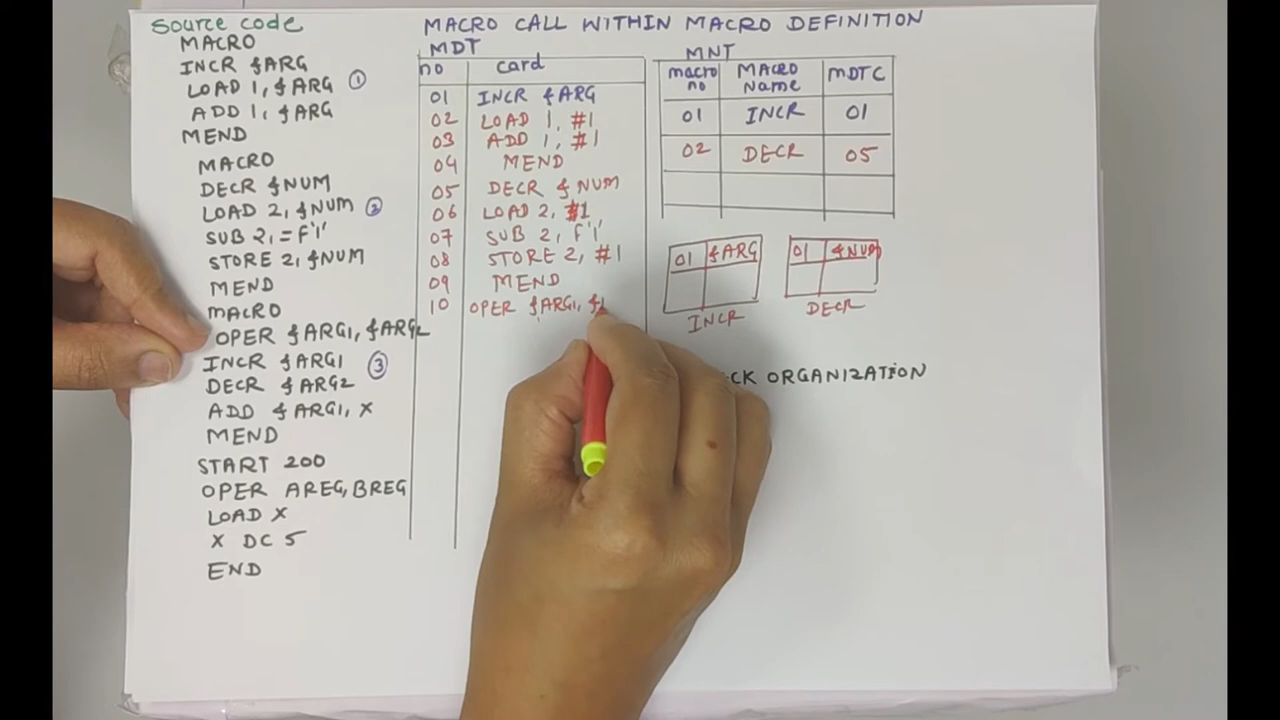 Source code
MACRO
INCR &ARG
LOAD 1, &ARG ①
ADD 1, &ARG
MEND
MACRO
DECR &NUM
LOAD 2, &NUM ②
SUB 2, = F'1'
STORE 2, &NUM
MEND
MACRO
OPER &ARG1, &ARG2
INCR &ARG1 ③
DECR &ARG2
ADD &ARG1, X
MEND
START 200
OPER AREG, BREG
LOAD X
X DC 5
END
MACRO CALL WITHIN MACRO DEFINITION
MDT
no card
01 INCR &ARG
02 LOAD 1, #1
03 ADD 1, #1
04 MEND
05 DECR &NUM
06 LOAD 2, #1
07 SUB 2, F'1'
08 STORE 2, #1
09 MEND
10 OPER &ARG1, &
MNT
macro no MACRO Name MDTC
01 INCR 01
02 DECR 05
01 &ARG
INCR
01 &NUM
DECR
ORGANIZATION